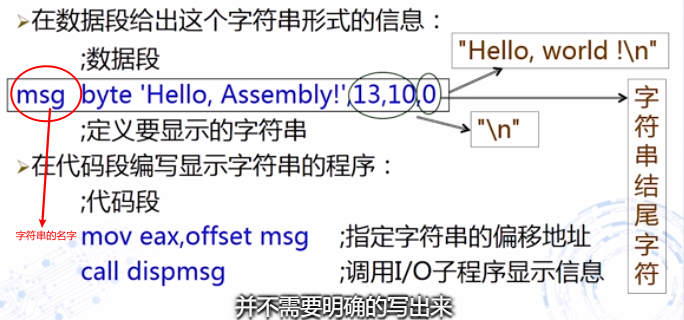 ➢在数据段给出这个字符串形式的信息：
;数据段
"Hello, world !\n"
msg byte 'Hello, Assembly!',13,10,0
;定义要显示的字符串
"\n"
字符串结尾字符
➢在代码段编写显示字符串的程序：
;代码段
字符串的名字
mov eax,offset msg ;指定字符串的偏移地址
call dispmsg ;调用I/O子程序显示信息
并不需要明确的写出来